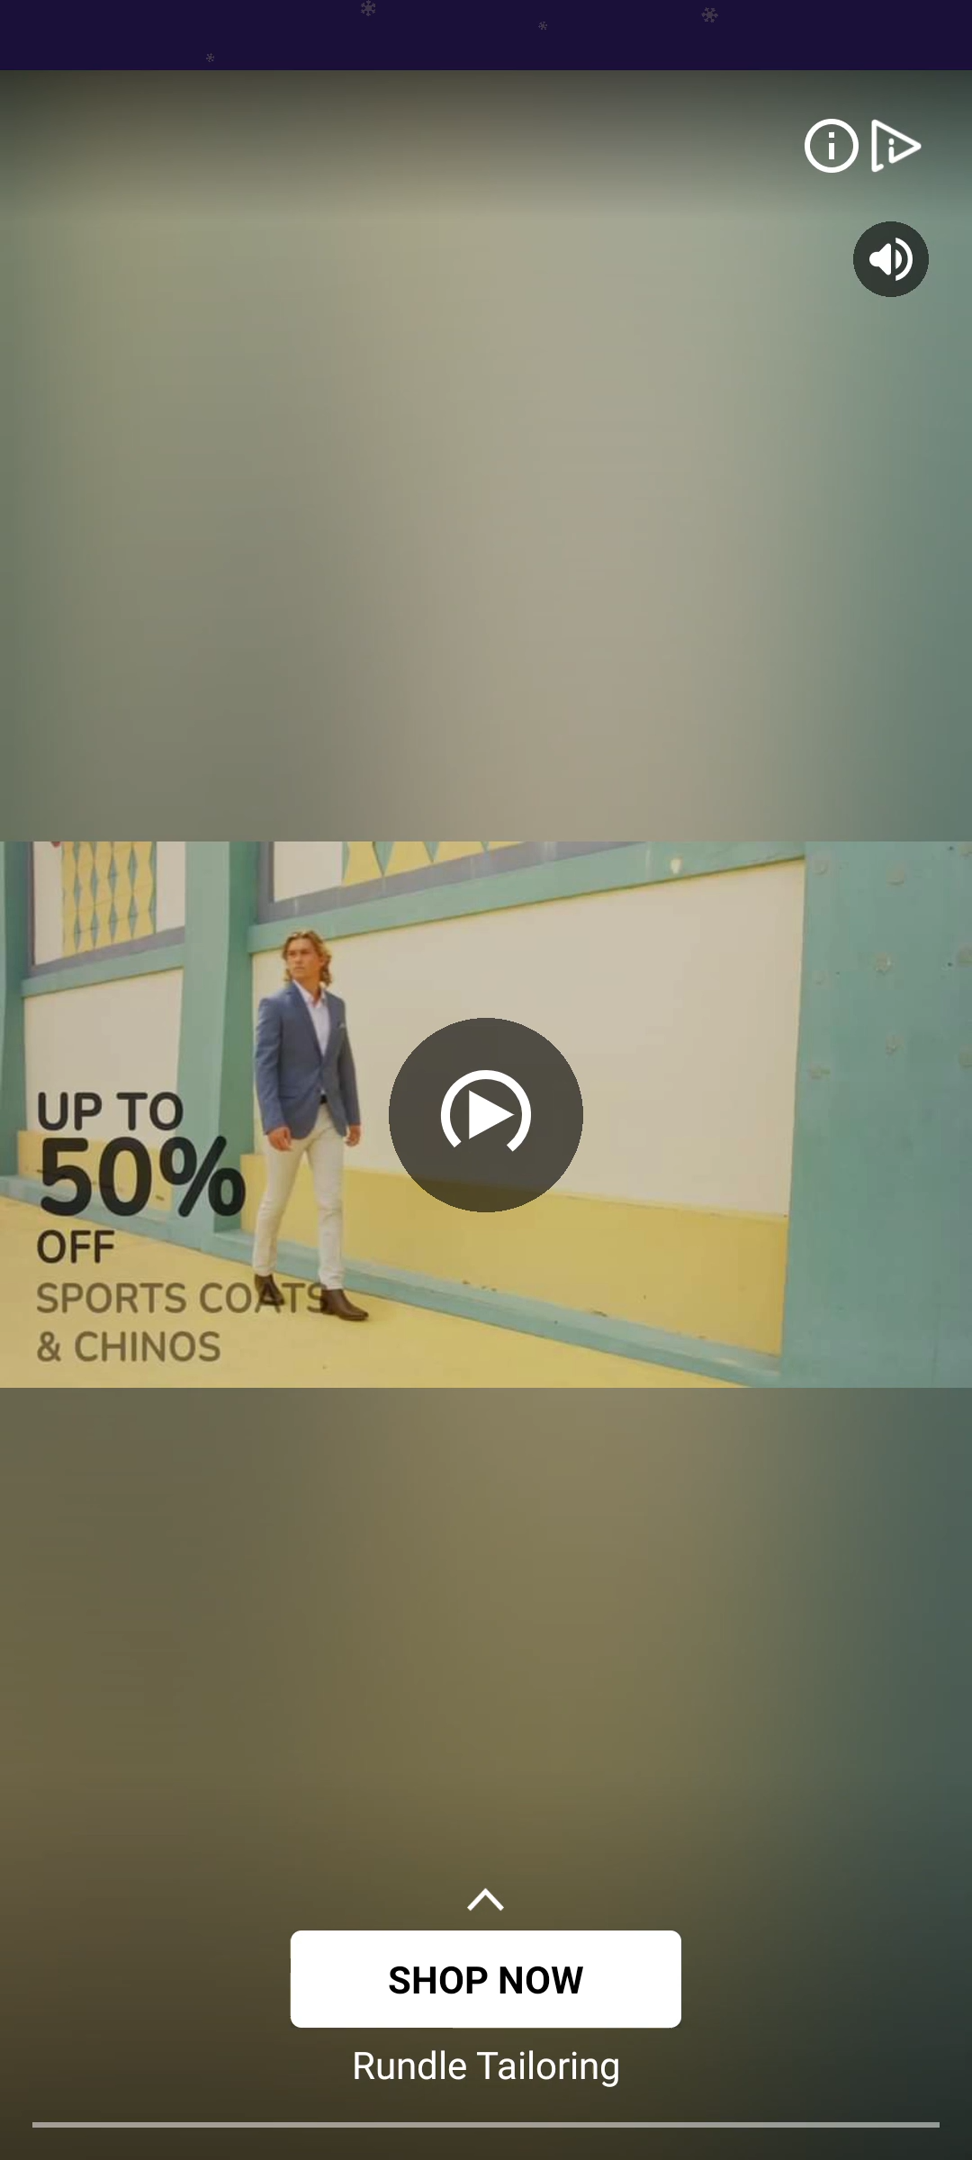 UP TO
50%
OFF
SPORTS COATS
& CHINOS
SHOP NOW
Rundle Tailoring